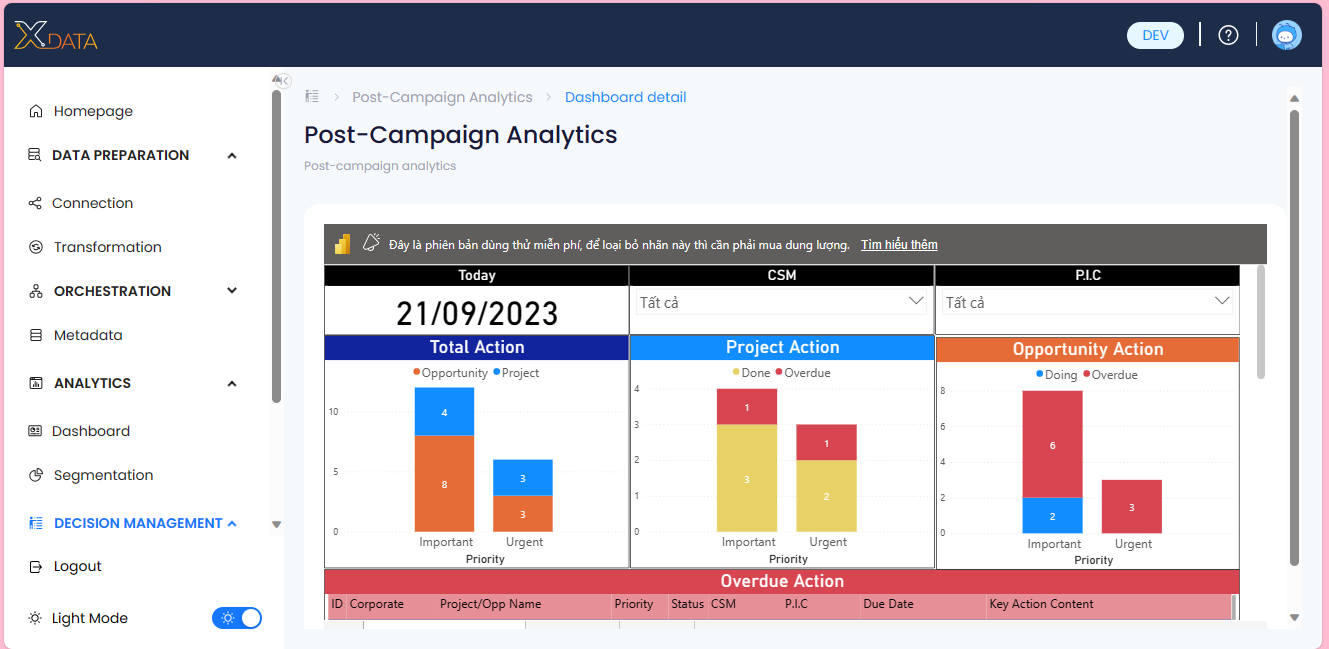 XDATA
DEV
Homepage
DATA PREPARATION
Connection
Transformation
ORCHESTRATION
Metadata
ANALYTICS
Dashboard
Segmentation
DECISION MANAGEMENT
Logout
Light Mode
Post-Campaign Analytics
Dashboard detail
Post-Campaign Analytics
Post-campaign analytics
Đây là phiên bản dùng thử miễn phí, để loại bỏ nhãn này thì cần phải mua dung lượng. Tìm hiểu thêm
Today
21/09/2023
CSM
Tất cả
P.I.C
Tất cả
Total Action
Opportunity Project
10
5
0
4
8
3
3
Important Urgent
Priority
Project Action
Done Overdue
4
3
2
1
0
1
3
1
2
Important Urgent
Priority
Opportunity Action
Doing Overdue
8
6
4
2
0
6
2
3
Important Urgent
Priority
Overdue Action
ID Corporate Project/Opp Name Priority Status CSM P.I.C Due Date Key Action Content